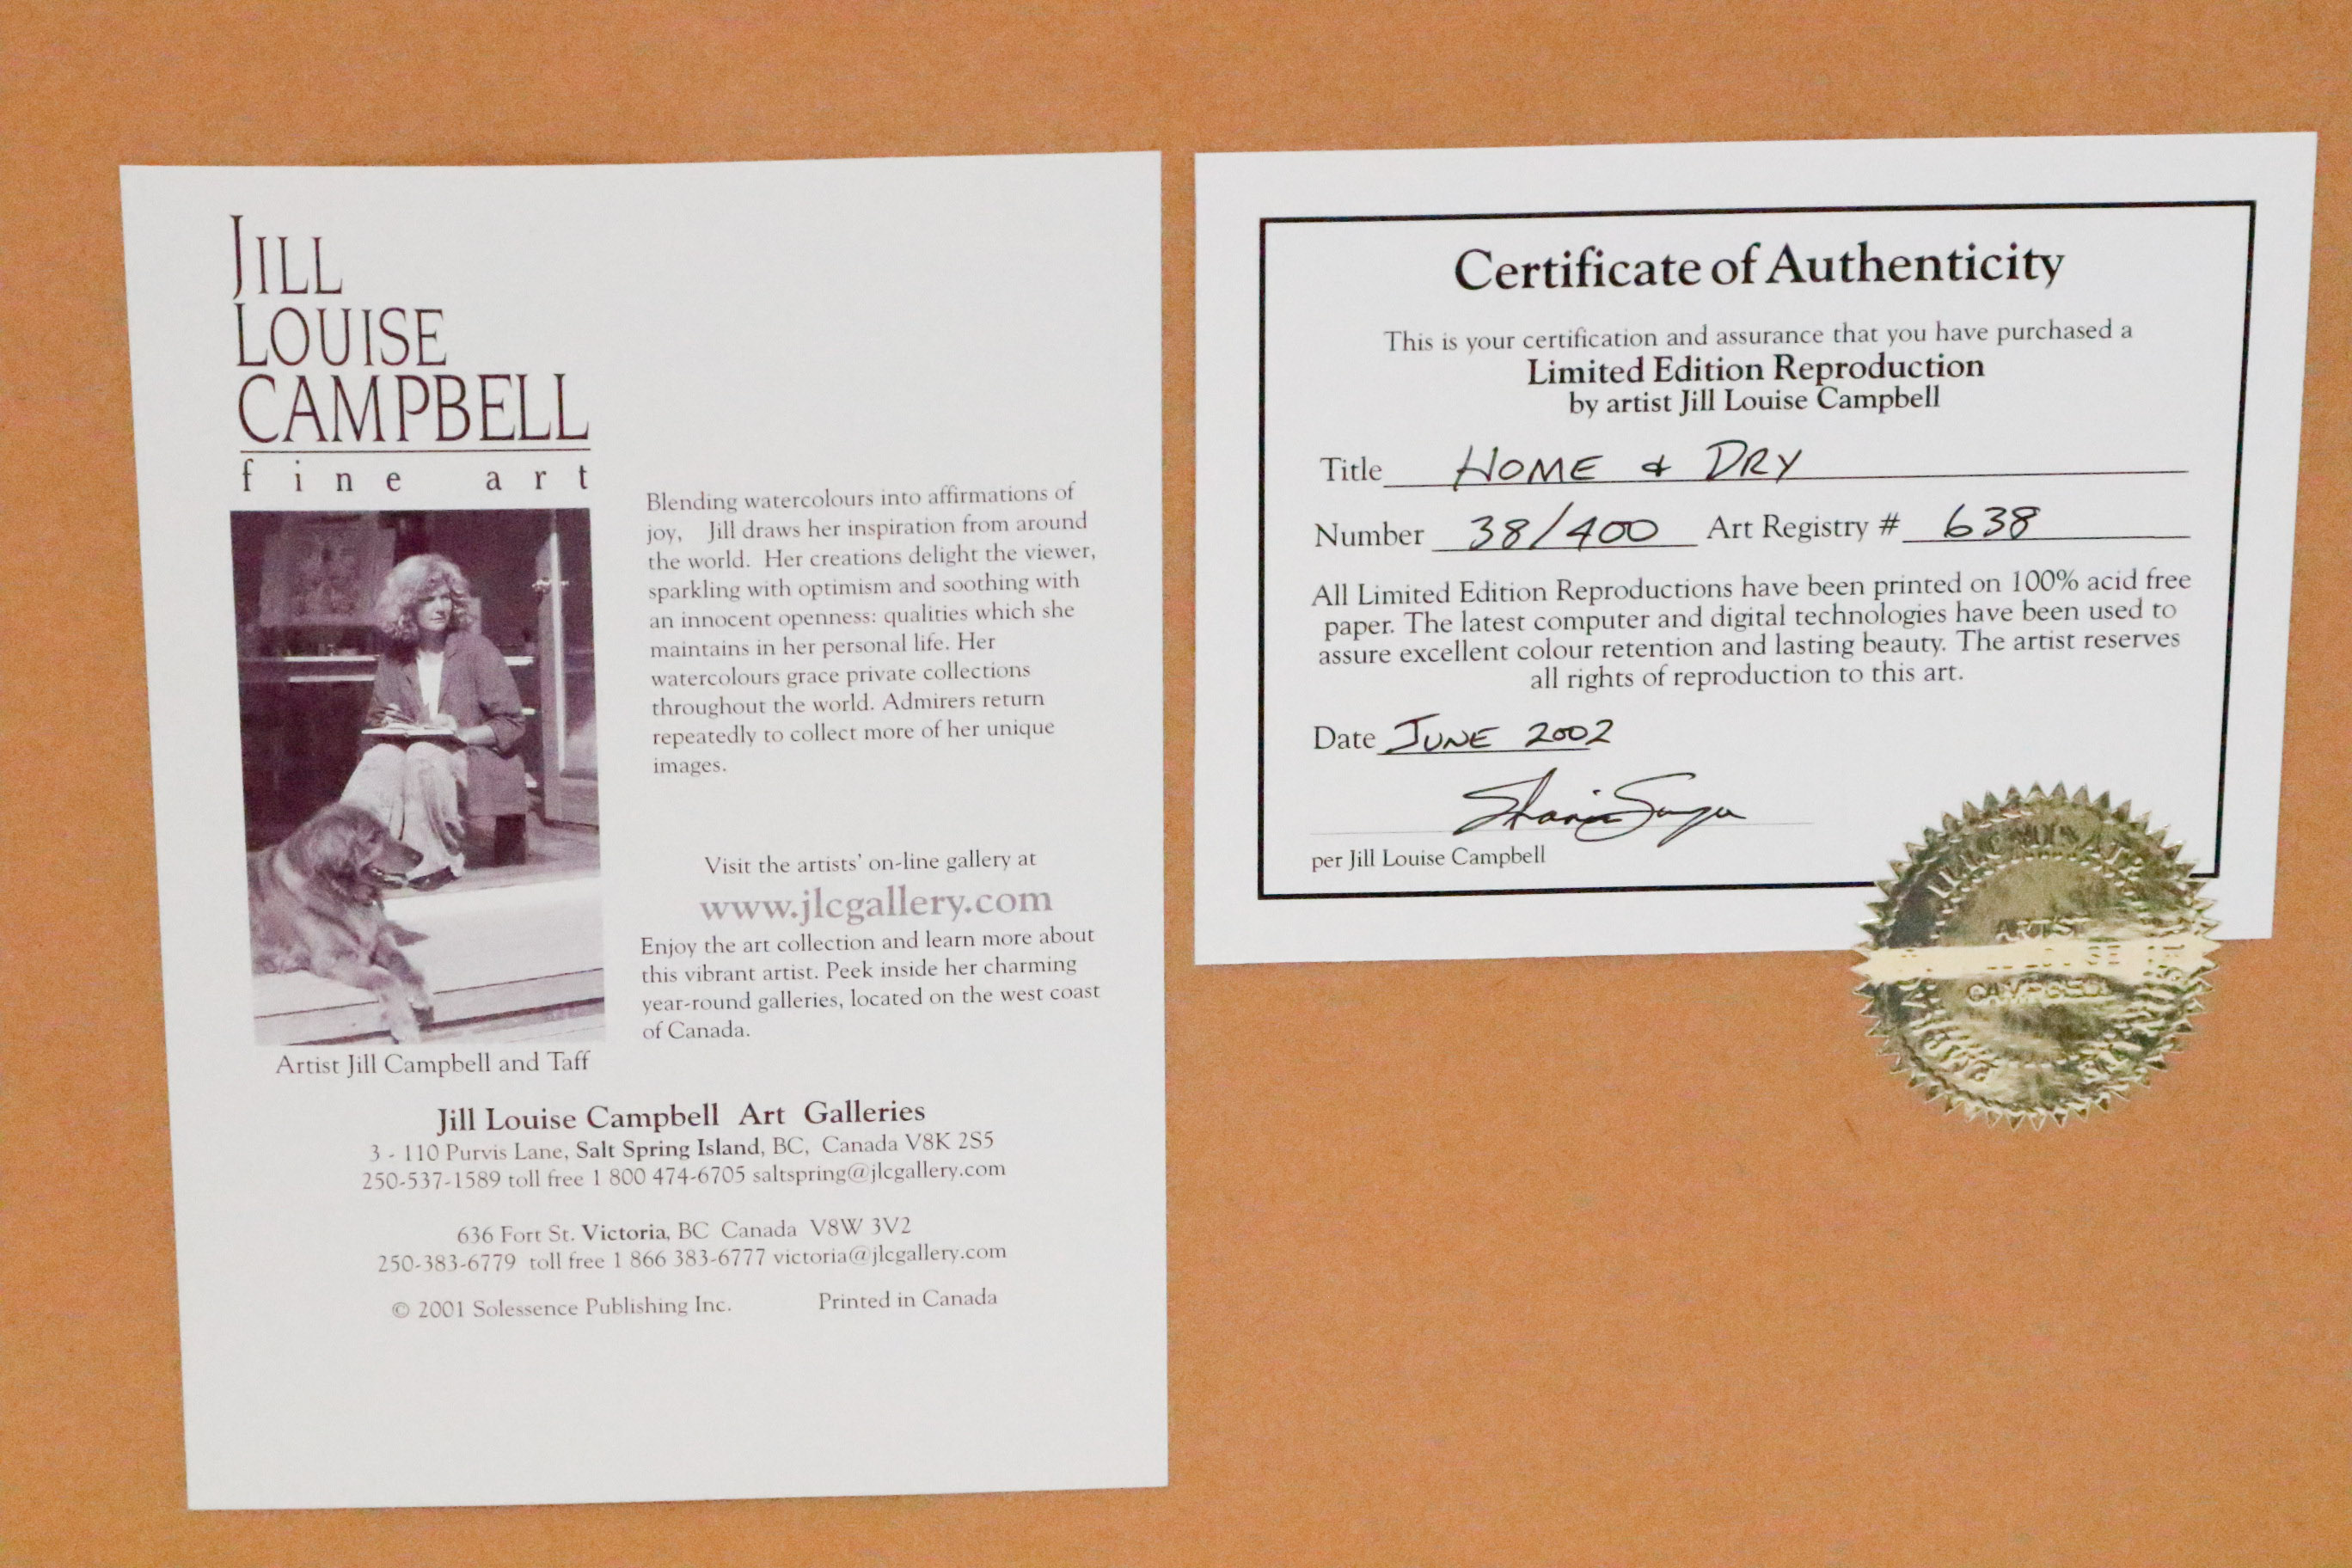 JILL
LOUISE
CAMPBELL
fine art
Blending watercolours into affirmations of
joy, Jill draws her inspiration from around
the world. Her creations delight the viewer,
sparkling with optimism and soothing with
an innocent openness: qualities which she
maintains in her personal life. Her
watercolours grace private collections
throughout the world. Admirers return
repeatedly to collect more of her unique
images.
Visit the artists' on-line gallery at
www.jlcgallery.com
Enjoy the art collection and learn more about
this vibrant artist. Peek inside her charming
year-round galleries, located on the west coast
of Canada.
Artist Jill Campbell and Taff
Jill Louise Campbell Art Galleries
3 - 110 Purvis Lane, Salt Spring Island, BC, Canada V8K 2S5
250-537-1589 toll free 1 800 474-6705 saltspring@jlcgallery.com
636 Fort St. Victoria, BC Canada V8W 3V2
250-383-6779 toll free 1 866 383-6777 victoria@jlcgallery.com
© 2001 Solessence Publishing Inc. Printed in Canada
Certificate of Authenticity
This is your certification and assurance that you have purchased a
Limited Edition Reproduction
by artist Jill Louise Campbell
Title HOME & DRY
Number 38/400 Art Registry # 638
All Limited Edition Reproductions have been printed on 100% acid free
paper. The latest computer and digital technologies have been used to
assure excellent colour retention and lasting beauty. The artist reserves
all rights of reproduction to this art.
Date JUNE 2002
per Jill Louise Campbell
ARTIST
CAMPBELL